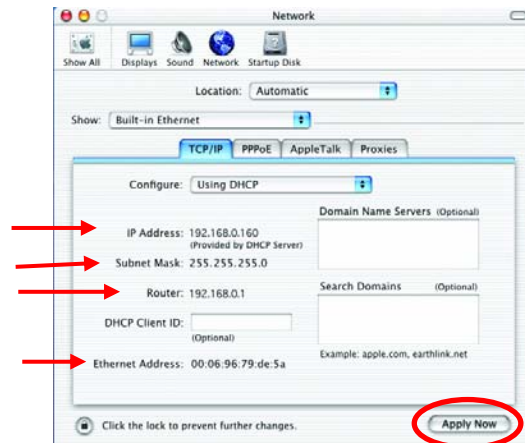 Network
Show All Displays Sound Network Startup Disk
Location: Automatic
Show: Built-in Ethernet
TCP/IP PPPoE AppleTalk Proxies
Configure: Using DHCP
Domain Name Servers (Optional)
IP Address: 192.168.0.160
(Provided by DHCP Server)
Subnet Mask: 255.255.255.0
Router: 192.168.0.1
Search Domains (Optional)
DHCP Client ID:
(Optional)
Example: apple.com, earthlink.net
Ethernet Address: 00:06:96:79:de:5a
Click the lock to prevent further changes.
Apply Now